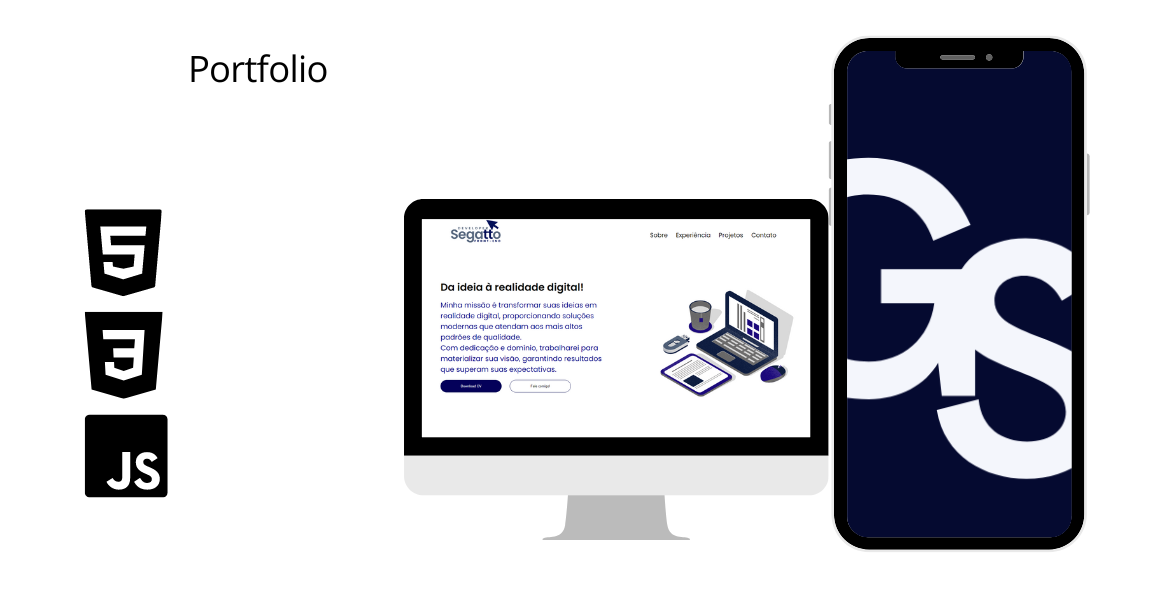 Portfolio
5
3
JS
DEVELOPER
Segatto
FRONT-END
Sobre Experiência Projetos Contato
Da ideia à realidade digital!
Minha missão é transformar suas ideias em
realidade digital, proporcionando soluções
modernas que atendam aos mais altos
padrões de qualidade.
Com dedicação e domínio, trabalharei para
materializar sua visão, garantindo resultados
que superam suas expectativas.
Download CV
Fale comigo!
GS